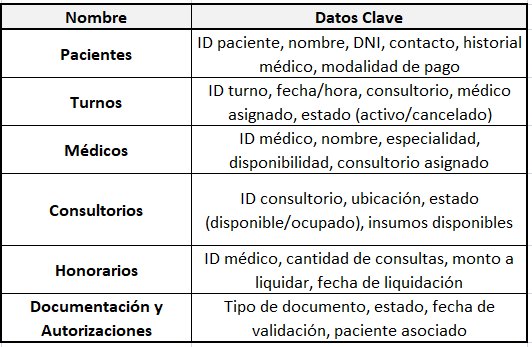 Nombre
Datos Clave
Pacientes
ID paciente, nombre, DNI, contacto, historial
médico, modalidad de pago
Turnos
ID turno, fecha/hora, consultorio, médico
asignado, estado (activo/cancelado)
Médicos
ID médico, nombre, especialidad,
disponibilidad, consultorio asignado
Consultorios
ID consultorio, ubicación, estado
(disponible/ocupado), insumos disponibles
Honorarios
ID médico, cantidad de consultas, monto a
liquidar, fecha de liquidación
Documentación y
Autorizaciones
Tipo de documento, estado, fecha de
validación, paciente asociado